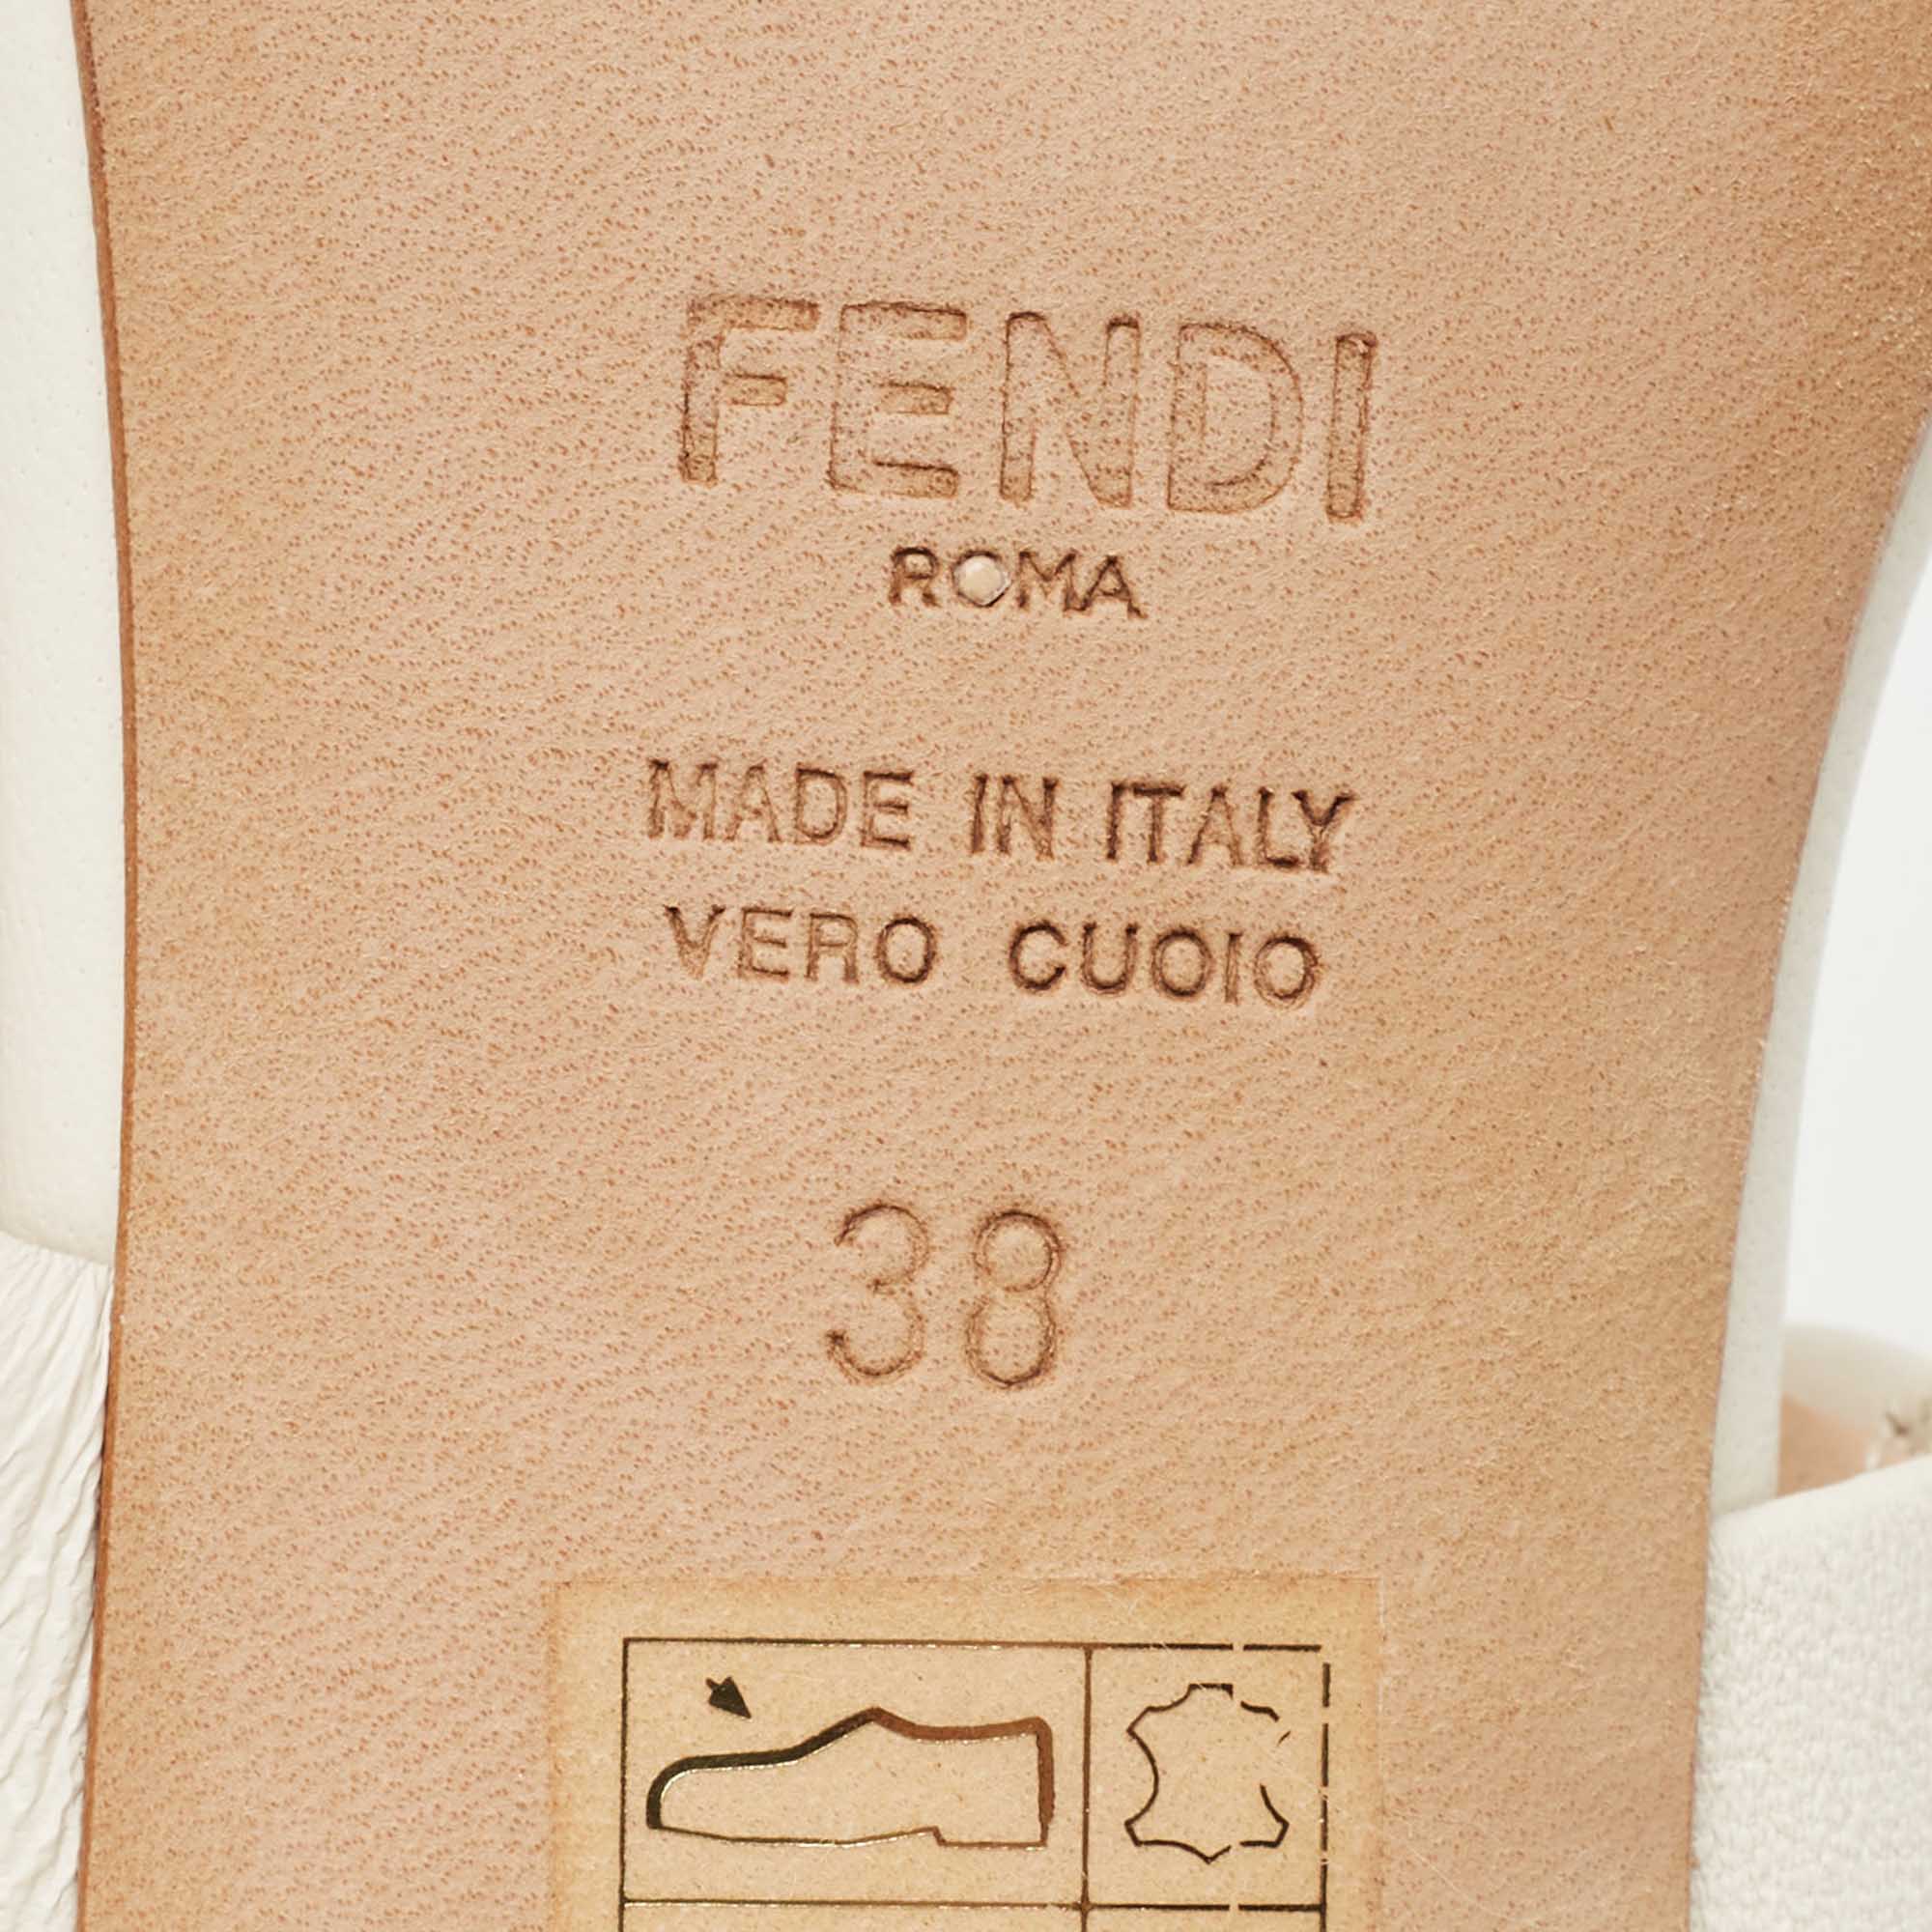 FENDI
ROMA
MADE IN ITALY
VERO CUOIO
38